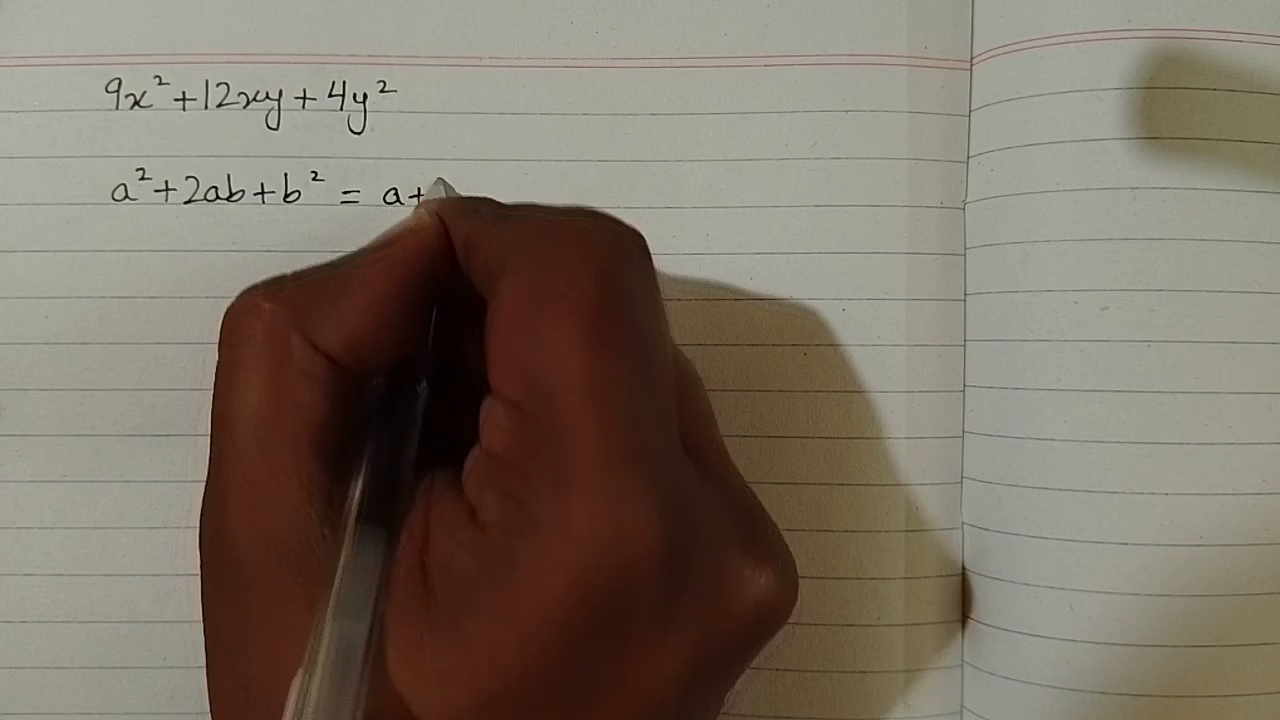 9x² + 12xy + 4y²
a² + 2ab + b² = a+